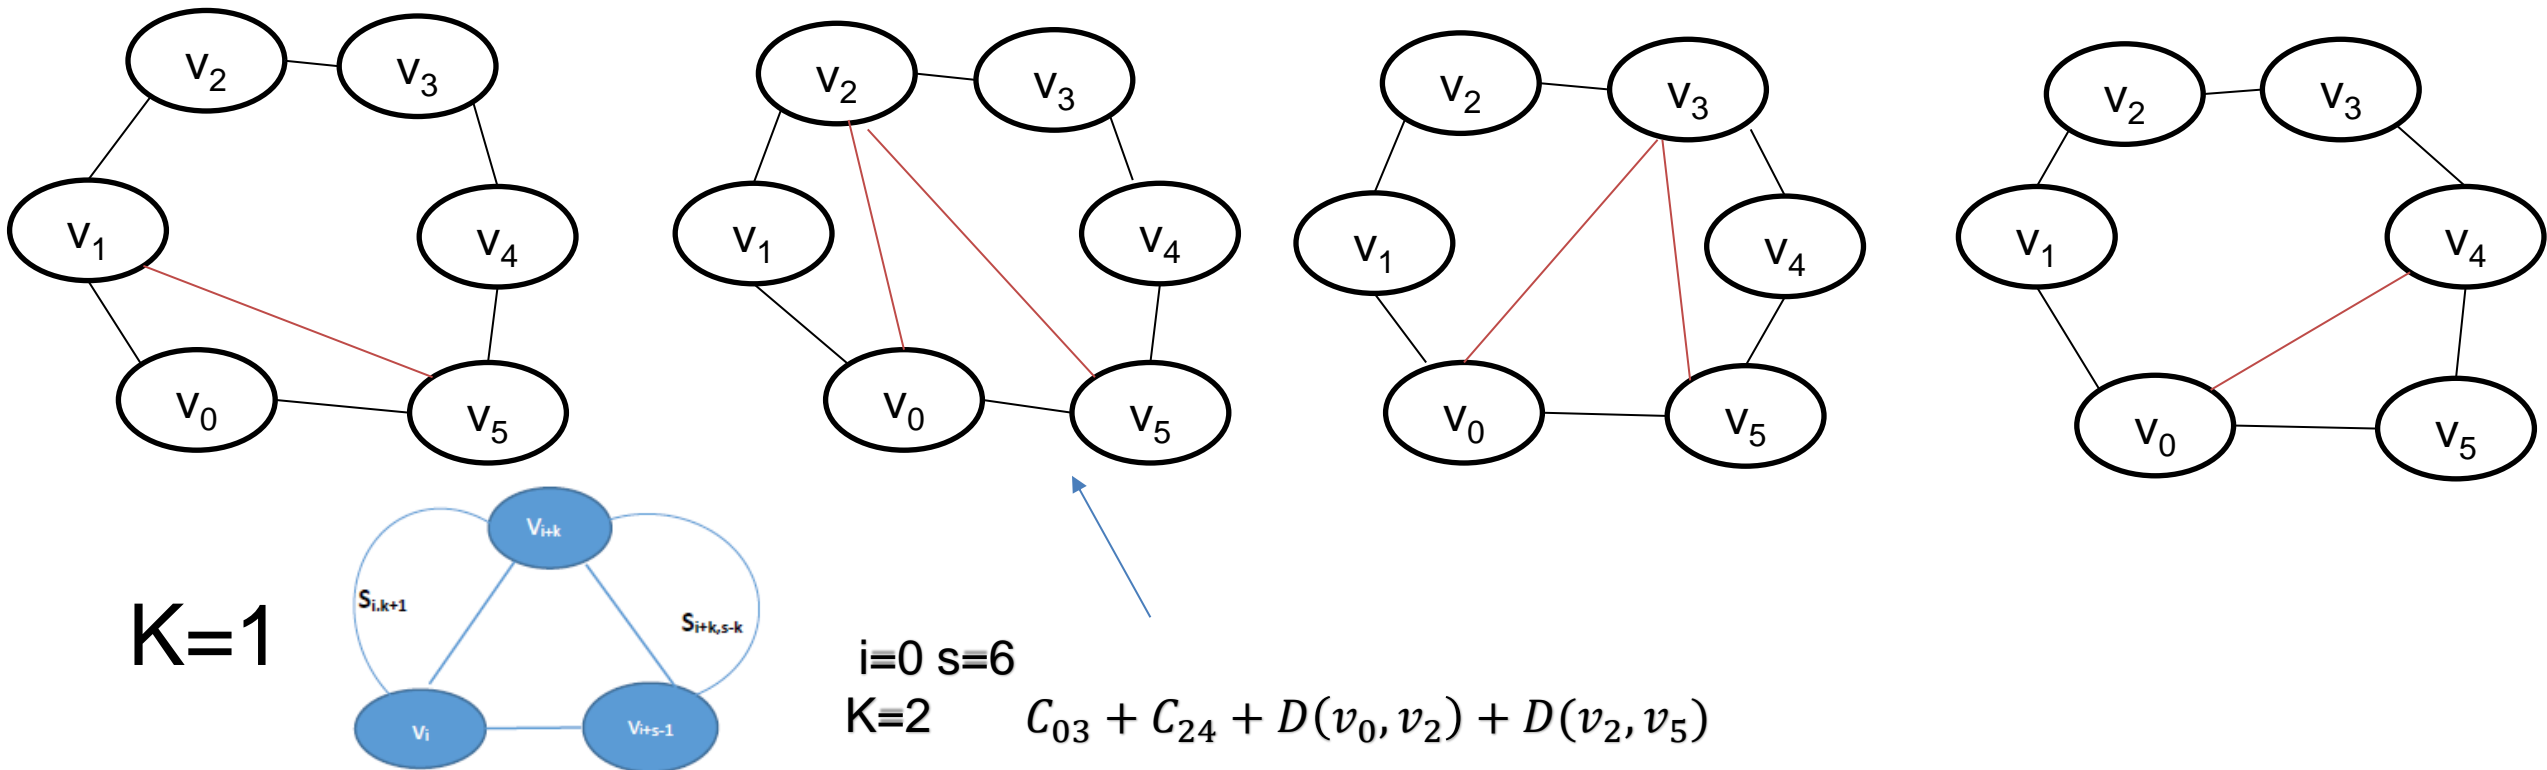 v₂ v₃ v₂ v₃ v₂ v₃ v₂ v₃
v₁ v₄ v₁ v₄ v₁ v₄ v₁ v₄
v₀ v₅ v₀ v₅ v₀ v₅ v₀ v₅
Vᵢ₊ₖ
Sᵢ.ₖ₊₁
Sᵢ₊ₖ,ₛ₋ₖ
K=1
Vᵢ Vᵢ₊ₛ₋₁
i=0 s=6
K=2 C₀₃ + C₂₄ + D(v₀, v₂) + D(v₂, v₅)